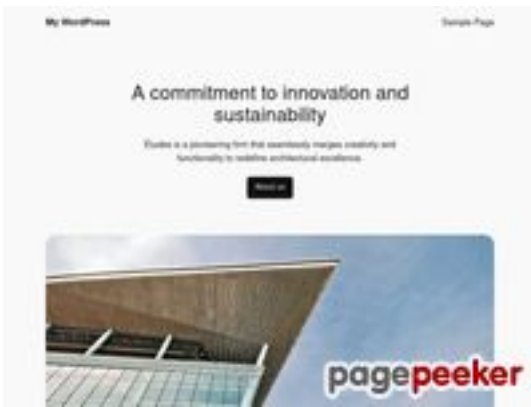 My WordPress
Sample Page
A commitment to innovation and
sustainability
Études is a pioneering firm that seamlessly merges creativity and
functionality to redefine architectural excellence.
About us
pagepeeker